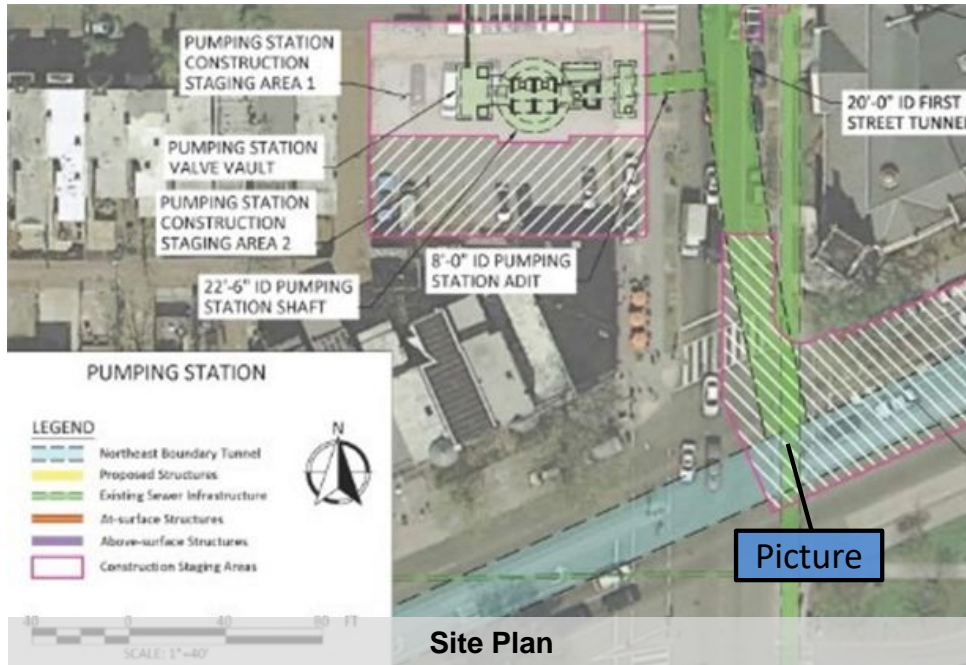 PUMPING STATION
CONSTRUCTION
STAGING AREA 1
PUMPING STATION
VALVE VAULT
PUMPING STATION
CONSTRUCTION
STAGING AREA 2
22'-6" ID PUMPING
STATION SHAFT
8'-0" ID PUMPING
STATION ADIT
20'-0" ID FIRST
STREET TUNNEL
PUMPING STATION
LEGEND
Northeast Boundary Tunnel
Proposed Structures
Existing Sewer Infrastructure
At-surface Structures
Above-surface Structures
Construction Staging Areas
N
Picture
40 0 40 80 FT
SCALE: 1"=40'
Site Plan